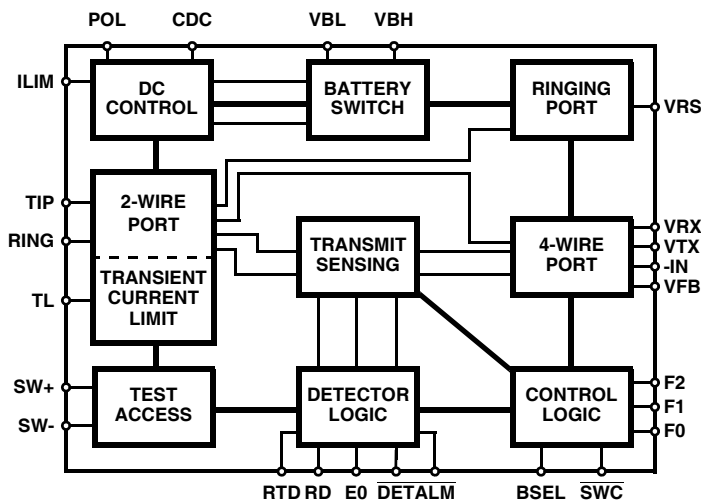 POL CDC VBL VBH
ILIM
DC
CONTROL
BATTERY
SWITCH
RINGING
PORT
VRS
TIP
RING
TL
2-WIRE
PORT
TRANSIENT
CURRENT
LIMIT
TRANSMIT
SENSING
4-WIRE
PORT
VRX
VTX
-IN
VFB
SW+
SW-
TEST
ACCESS
DETECTOR
LOGIC
CONTROL
LOGIC
F2
F1
F0
RTD RD E0 D̅E̅T̅ A̅L̅M̅ BSEL S̅W̅C̅